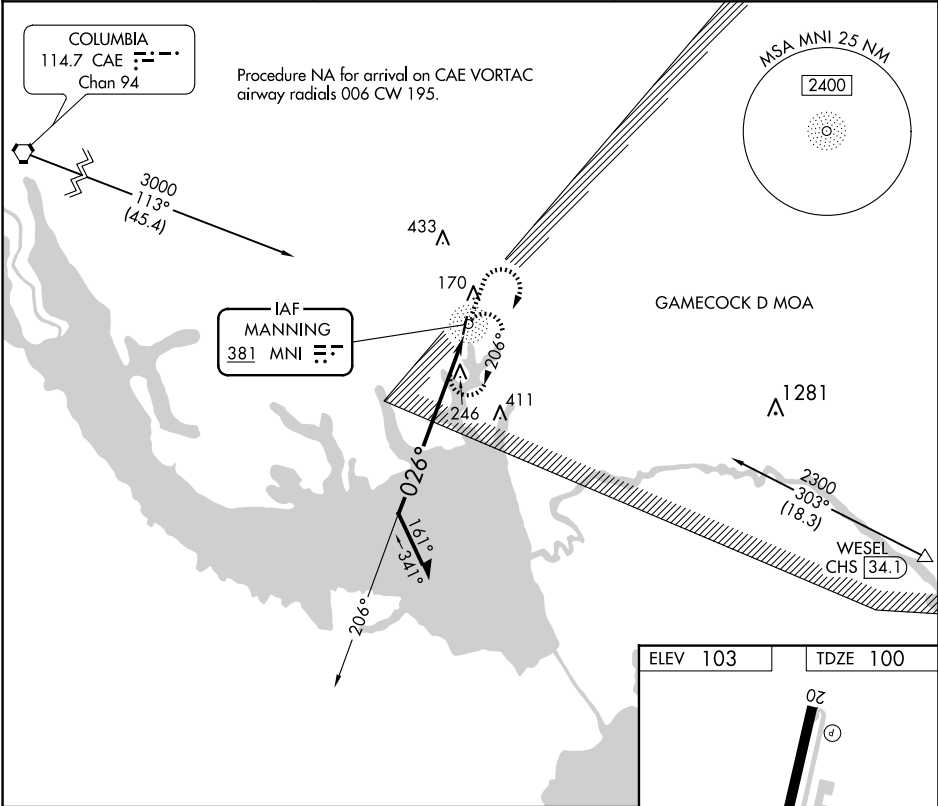 COLUMBIA
114.7 CAE
Chan 94
Procedure NA for arrival on CAE VORTAC
airway radials 006 CW 195.
MSA MNI 25 NM
2400
3000
113°
(45.4)
433
170
IAF
MANNING
381 MNI
206°
GAMECOCK D MOA
246
411
1281
026°
161°
341°
206°
2300
303°
(18.3)
WESEL
CHS 34.1
ELEV 103
TDZE 100
20
P